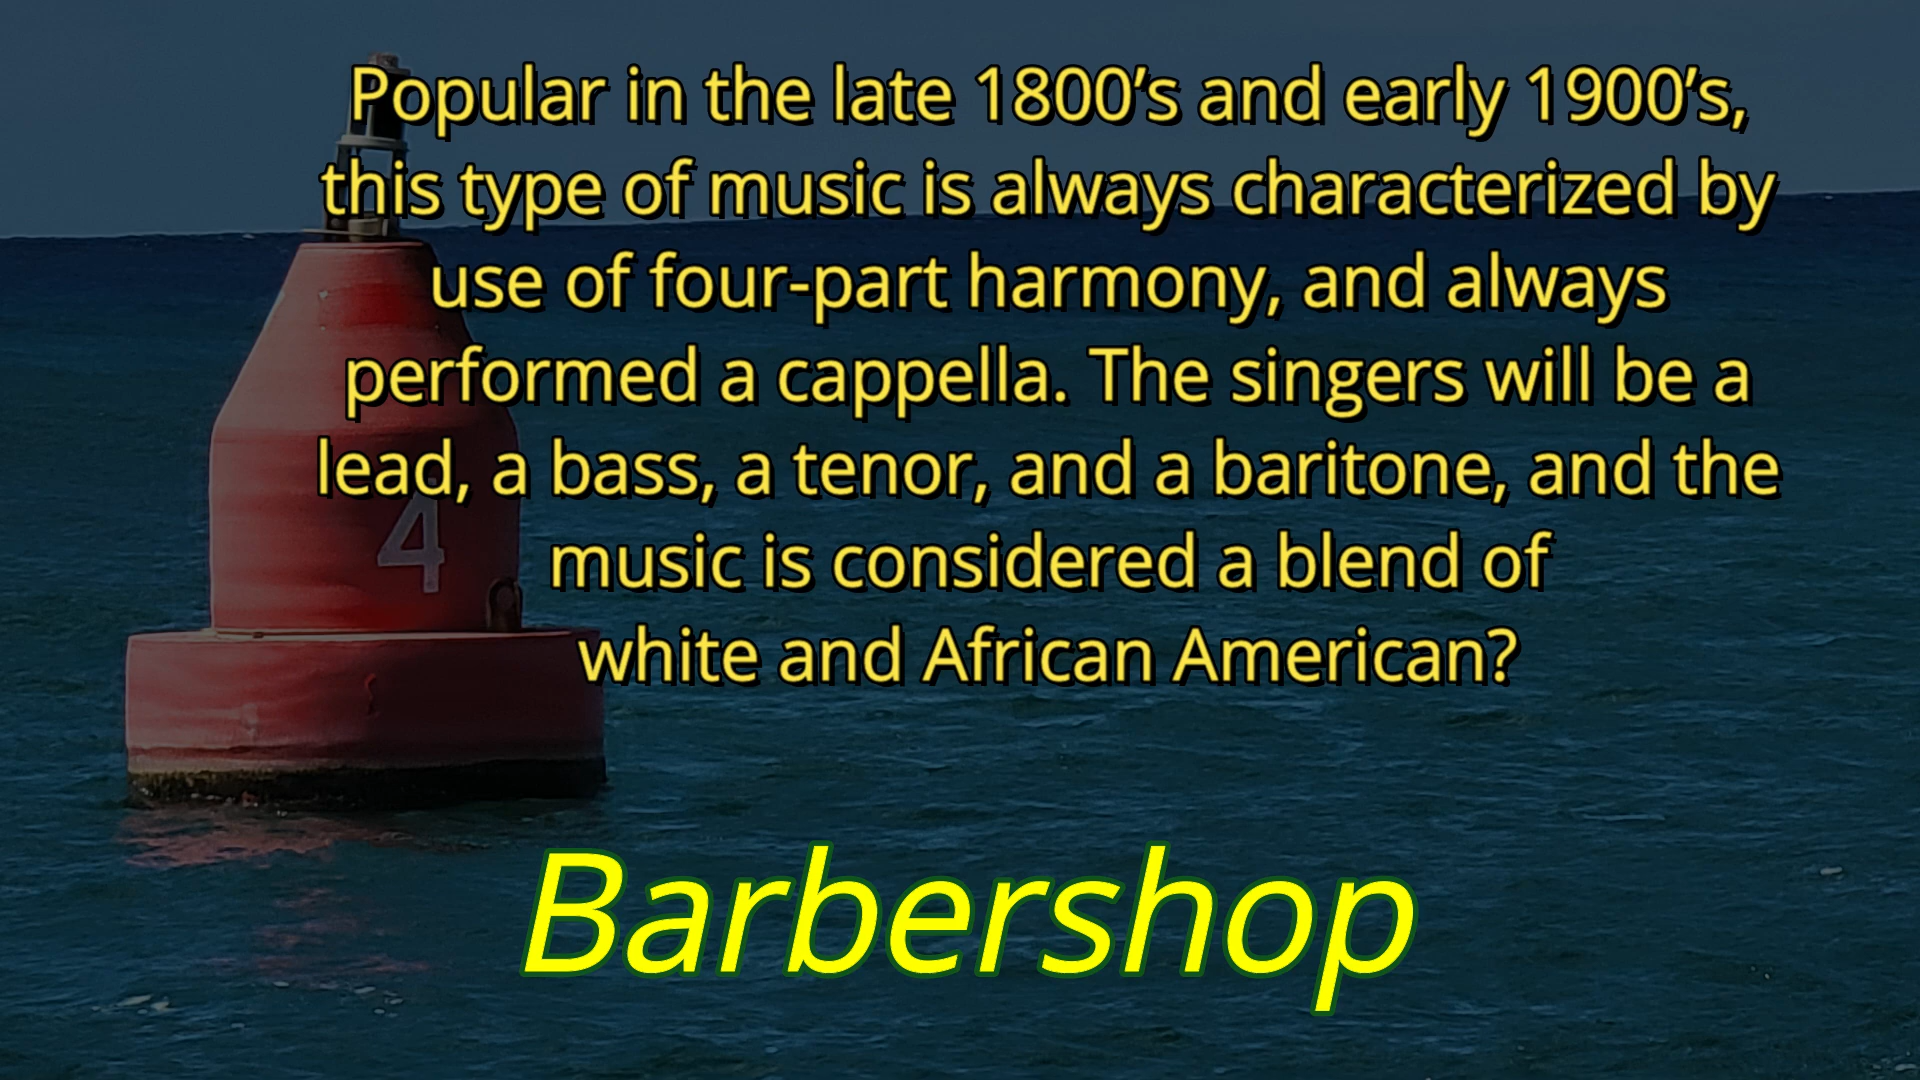 Popular in the late 1800’s and early 1900’s,
this type of music is always characterized by
use of four-part harmony, and always
performed a cappella. The singers will be a
lead, a bass, a tenor, and a baritone, and the
music is considered a blend of
white and African American?
4
Barbershop